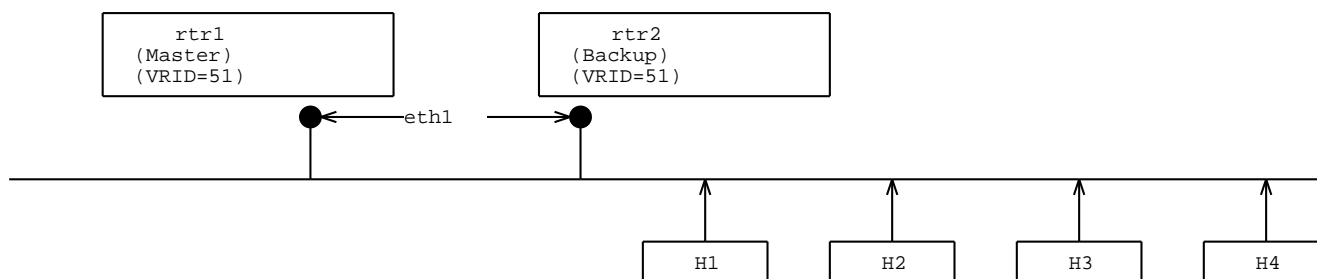 rtr1
(Master)
(VRID=51)
rtr2
(Backup)
(VRID=51)
eth1
H1
H2
H3
H4